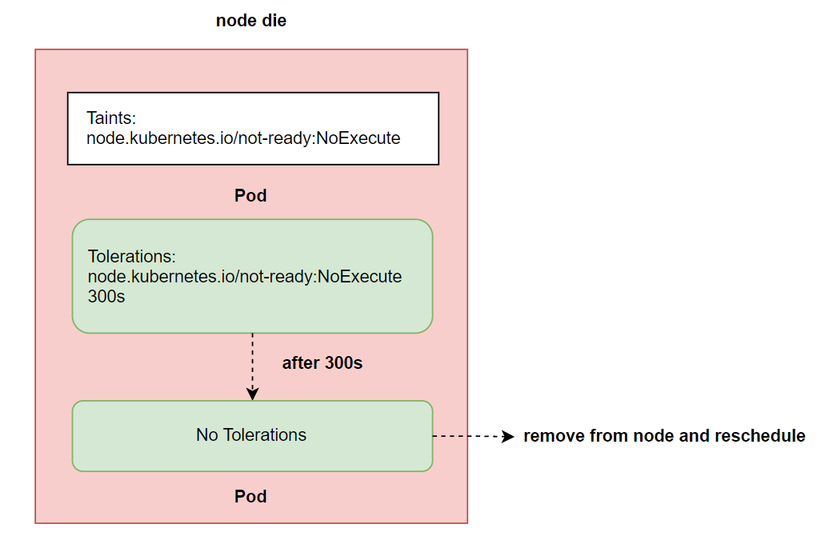 node die
Taints:
node.kubernetes.io/not-ready:NoExecute
Pod
Tolerations:
node.kubernetes.io/not-ready:NoExecute
300s
after 300s
No Tolerations
remove from node and reschedule
Pod